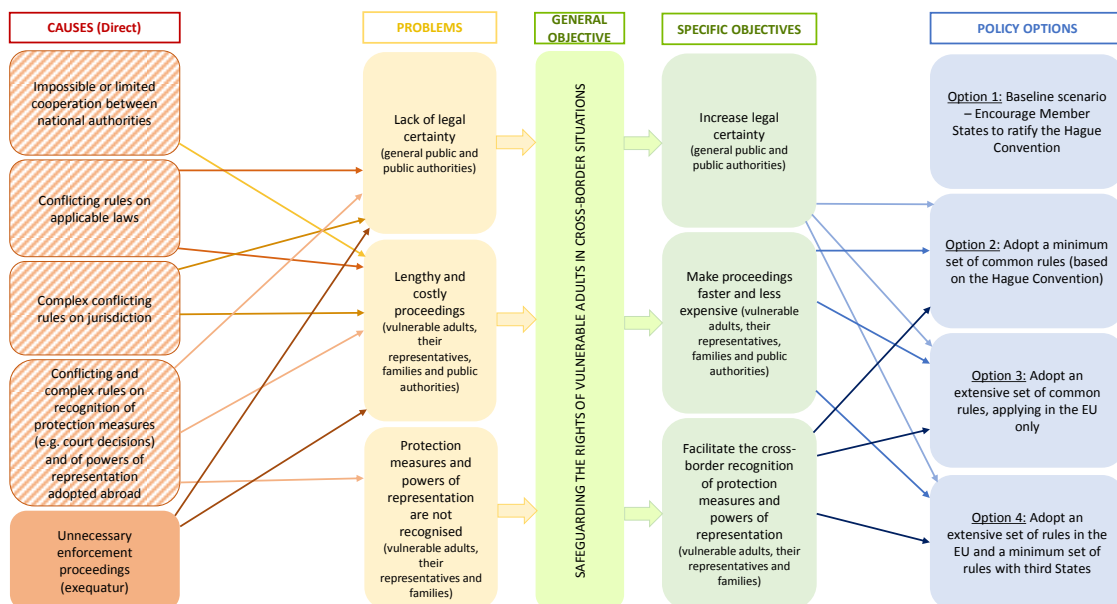 CAUSES (Direct)
Impossible or limited
cooperation between
national authorities
Conflicting rules on
applicable laws
Complex conflicting
rules on jurisdiction
Conflicting and
complex rules on
recognition of
protection measures
(e.g. court decisions)
and of powers of
representation
adopted abroad
Unnecessary
enforcement
proceedings
(exequatur)
PROBLEMS
Lack of legal
certainty
(general public and
public authorities)
Lengthy and
costly proceedings
(vulnerable adults,
their
representatives,
families and public
authorities)
Protection
measures and
powers of
representation
are not
recognised
(vulnerable adults,
their
representatives and
families)
GENERAL
OBJECTIVE
SAFEGUARDING THE RIGHTS OF VULNERABLE ADULTS IN CROSS-BORDER SITUATIONS
SPECIFIC OBJECTIVES
Increase legal
certainty
(general public and
public authorities)
Make proceedings
faster and less
expensive (vulnerable
adults, their
representatives,
families and public
authorities)
Facilitate the cross-
border recognition
of protection
measures and
powers of
representation
(vulnerable adults, their
representatives and
families)
POLICY OPTIONS
Option 1: Baseline scenario
– Encourage Member
States to ratify the Hague
Convention
Option 2: Adopt a minimum
set of common rules (based
on the Hague Convention)
Option 3: Adopt an
extensive set of common
rules, applying in the EU
only
Option 4: Adopt an
extensive set of rules in the
EU and a minimum set of
rules with third States